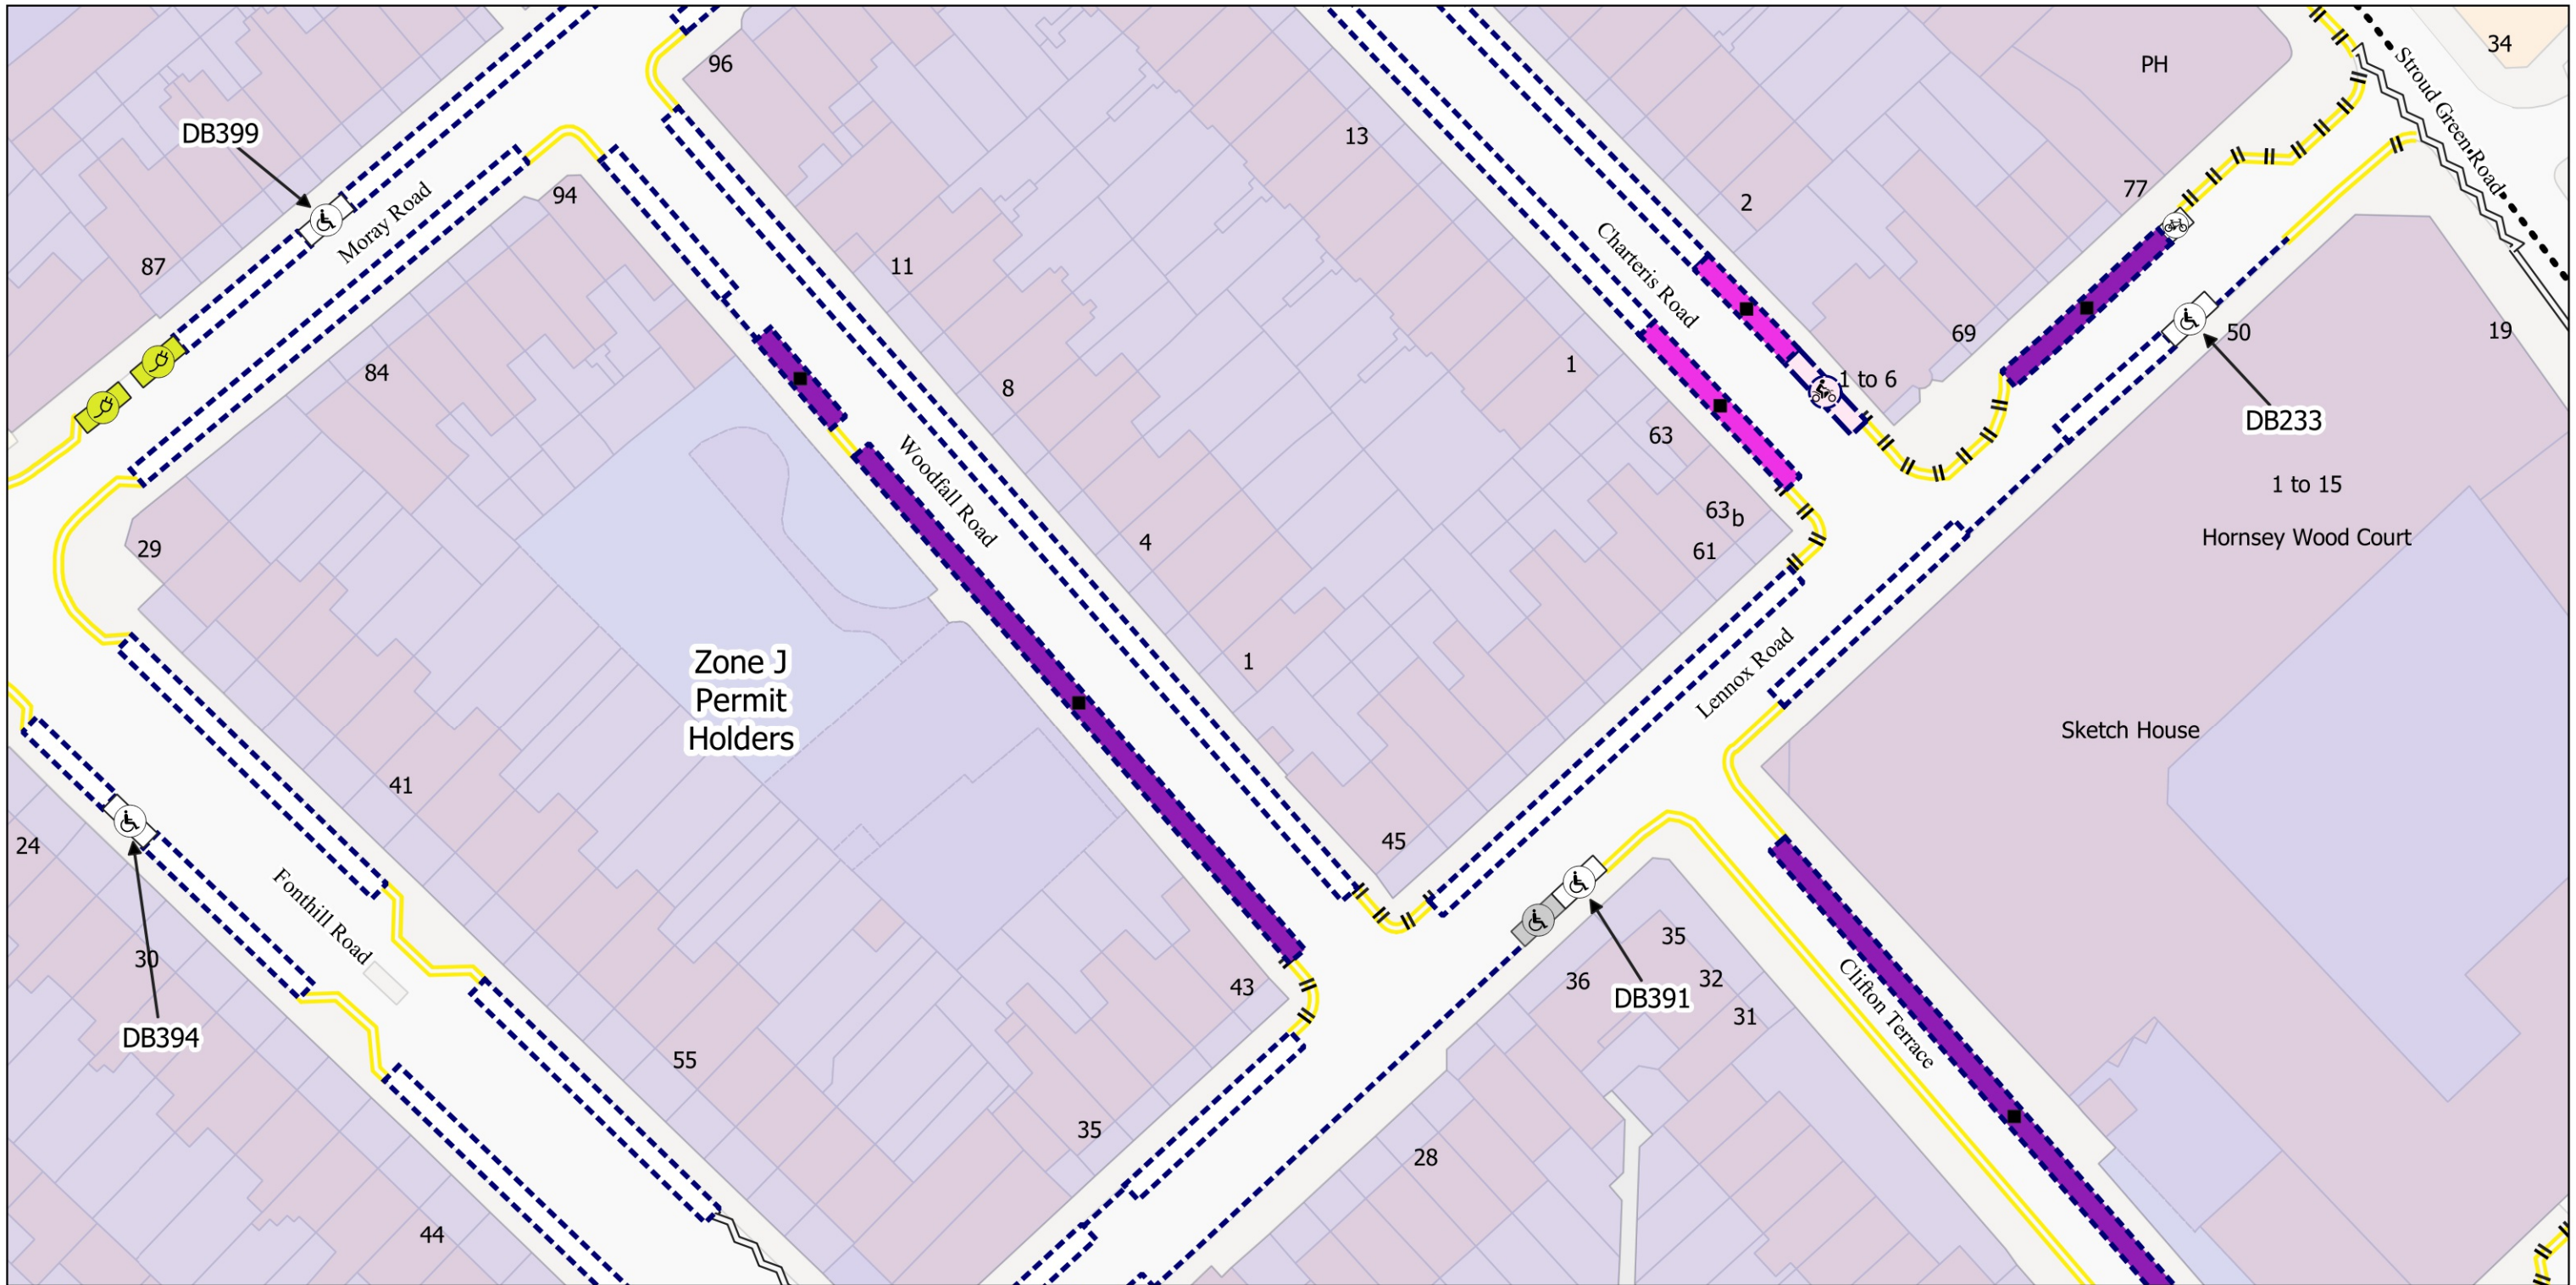 34
PH
Stroud Green Road
96
DB399
13
94
77
2
87
Moray Road
11
Charteris Road
69
50
19
84
1
1 to 6
8
DB233
63
Woodfall Road
1 to 15
63b
29
4
61
Hornsey Wood Court
Zone J
Permit
Holders
1
Lennox Road
Sketch House
41
24
45
Fonthill Road
30
43
35
36
32
DB391
31
Clifton Terrace
DB394
55
35
28
44